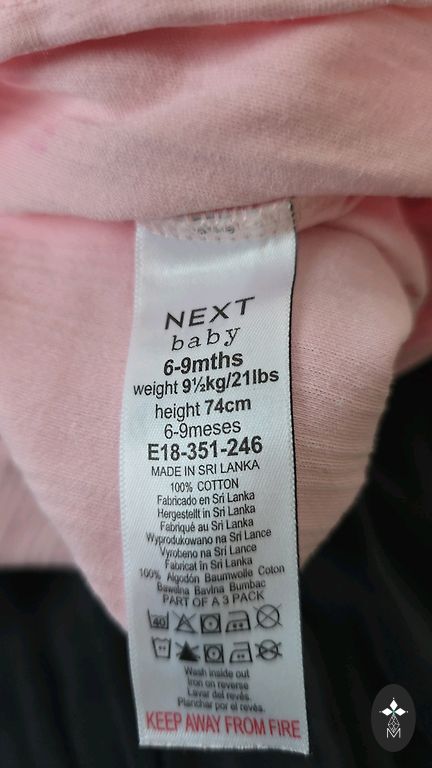 NEXT
baby
6-9mths
weight 9½kg/21lbs
height 74cm
6-9meses
E18-351-246
MADE IN SRI LANKA
100% COTTON
Fabricado en Sri Lanka
Hergestellt in Sri Lanka
Fabriqué au Sri Lanka
Wyprodukowano na Sri Lance
Vyrobeno na Sri Lance
Fabricat în Sri Lanka
100% Algodón Baumwolle Coton
Bawełna Bavlna Bumbac
PART OF A 3 PACK
40
Wash inside out
Iron on reverse
Lavar del revés.
Planchar por el revés.
KEEP AWAY FROM FIRE
M